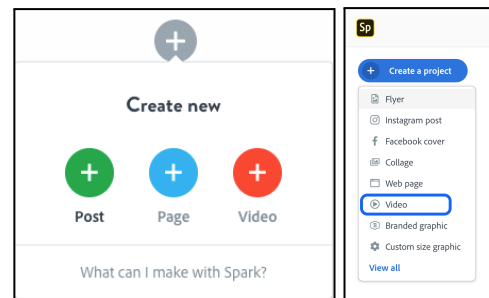 Create new
Post Page Video
What can I make with Spark?
Sp
Create a project
Flyer
Instagram post
Facebook cover
Collage
Web page
Video
Branded graphic
Custom size graphic
View all